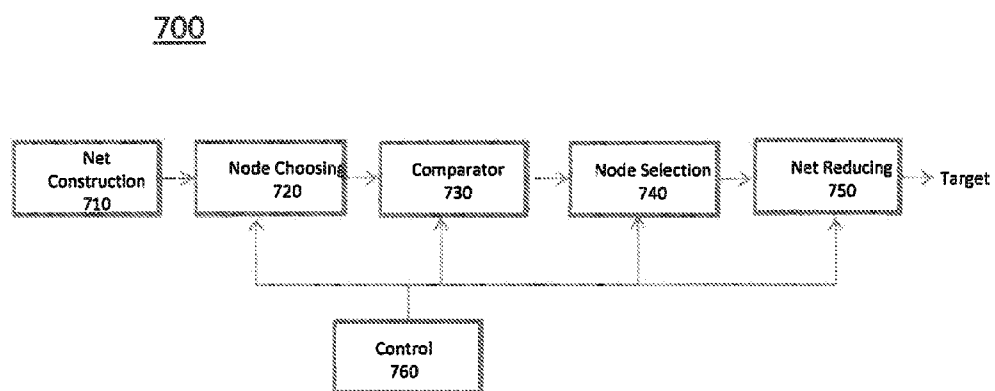 700
Net
Construction
710
Node Choosing
720
Comparator
730
Node Selection
740
Net Reducing
750
Target
Control
760